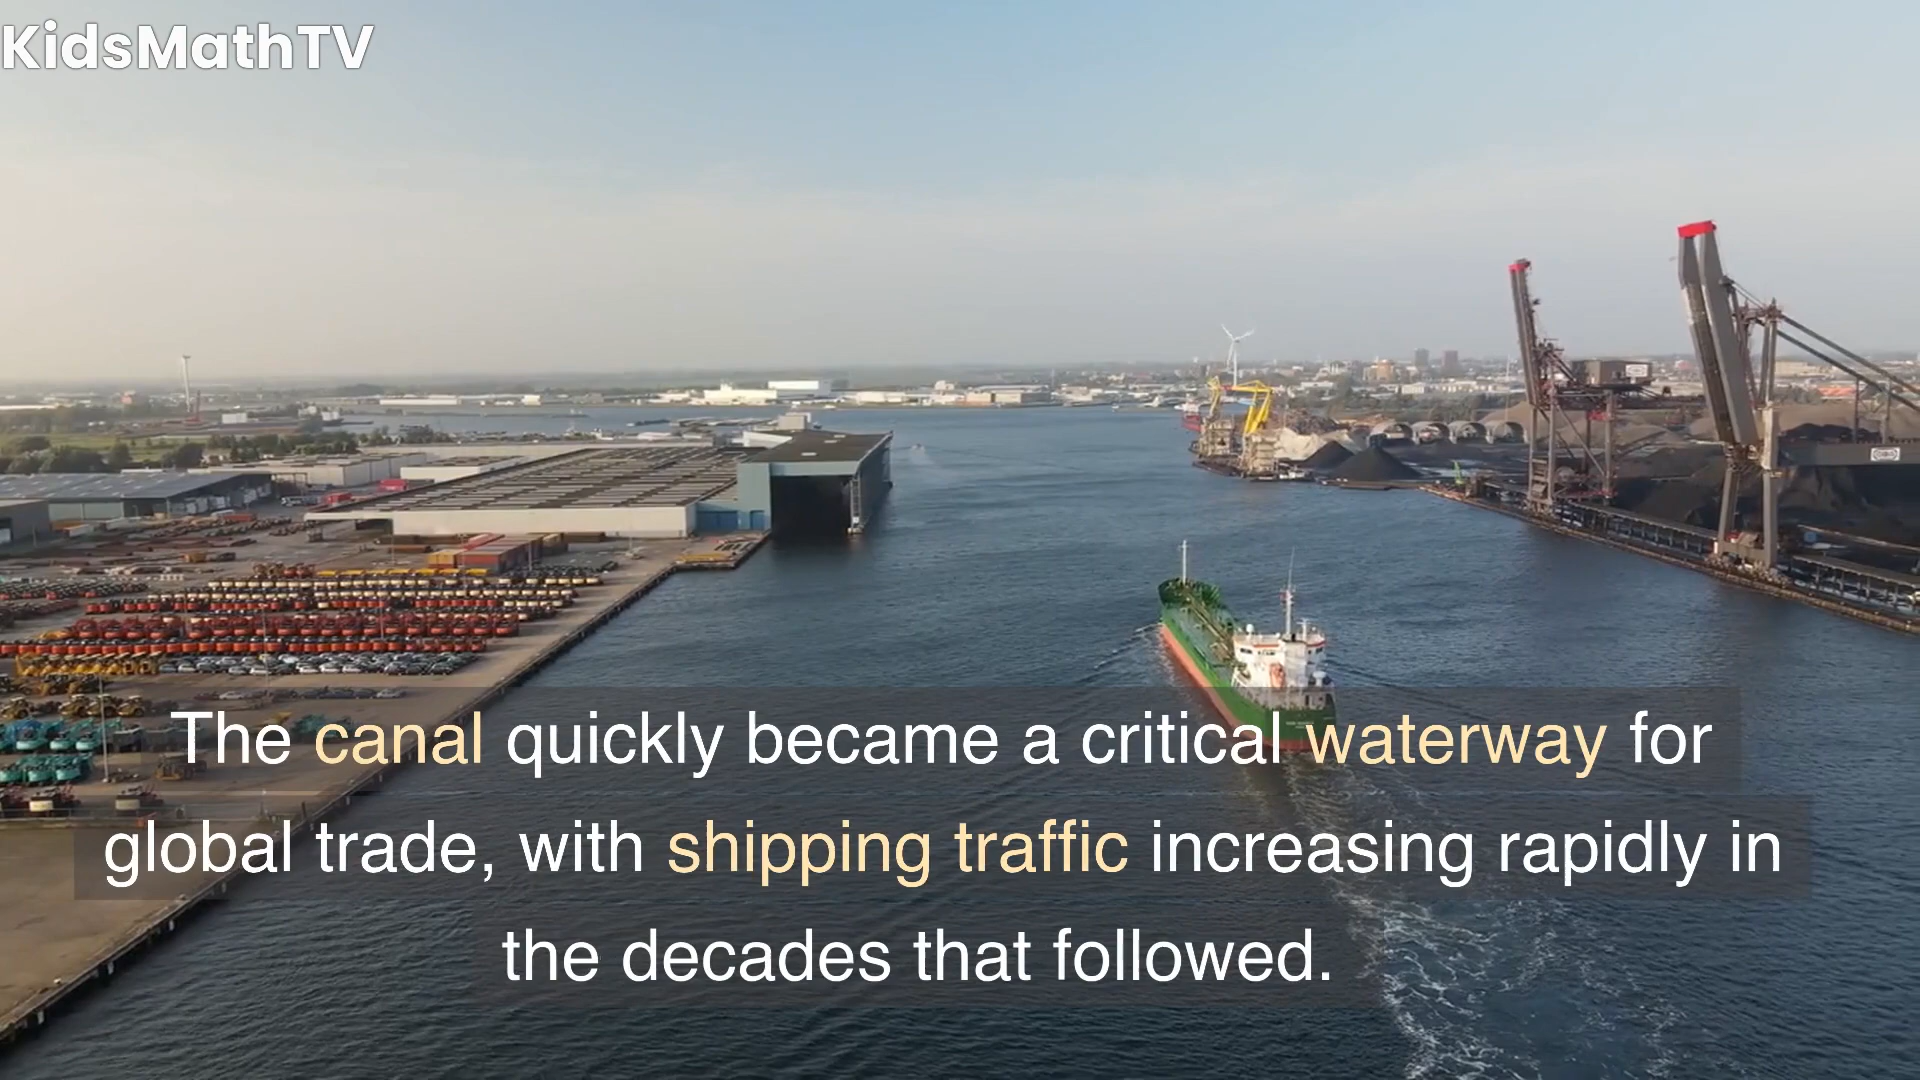 KidsMathTV
The canal quickly became a critical waterway for
global trade, with shipping traffic increasing rapidly in
the decades that followed.